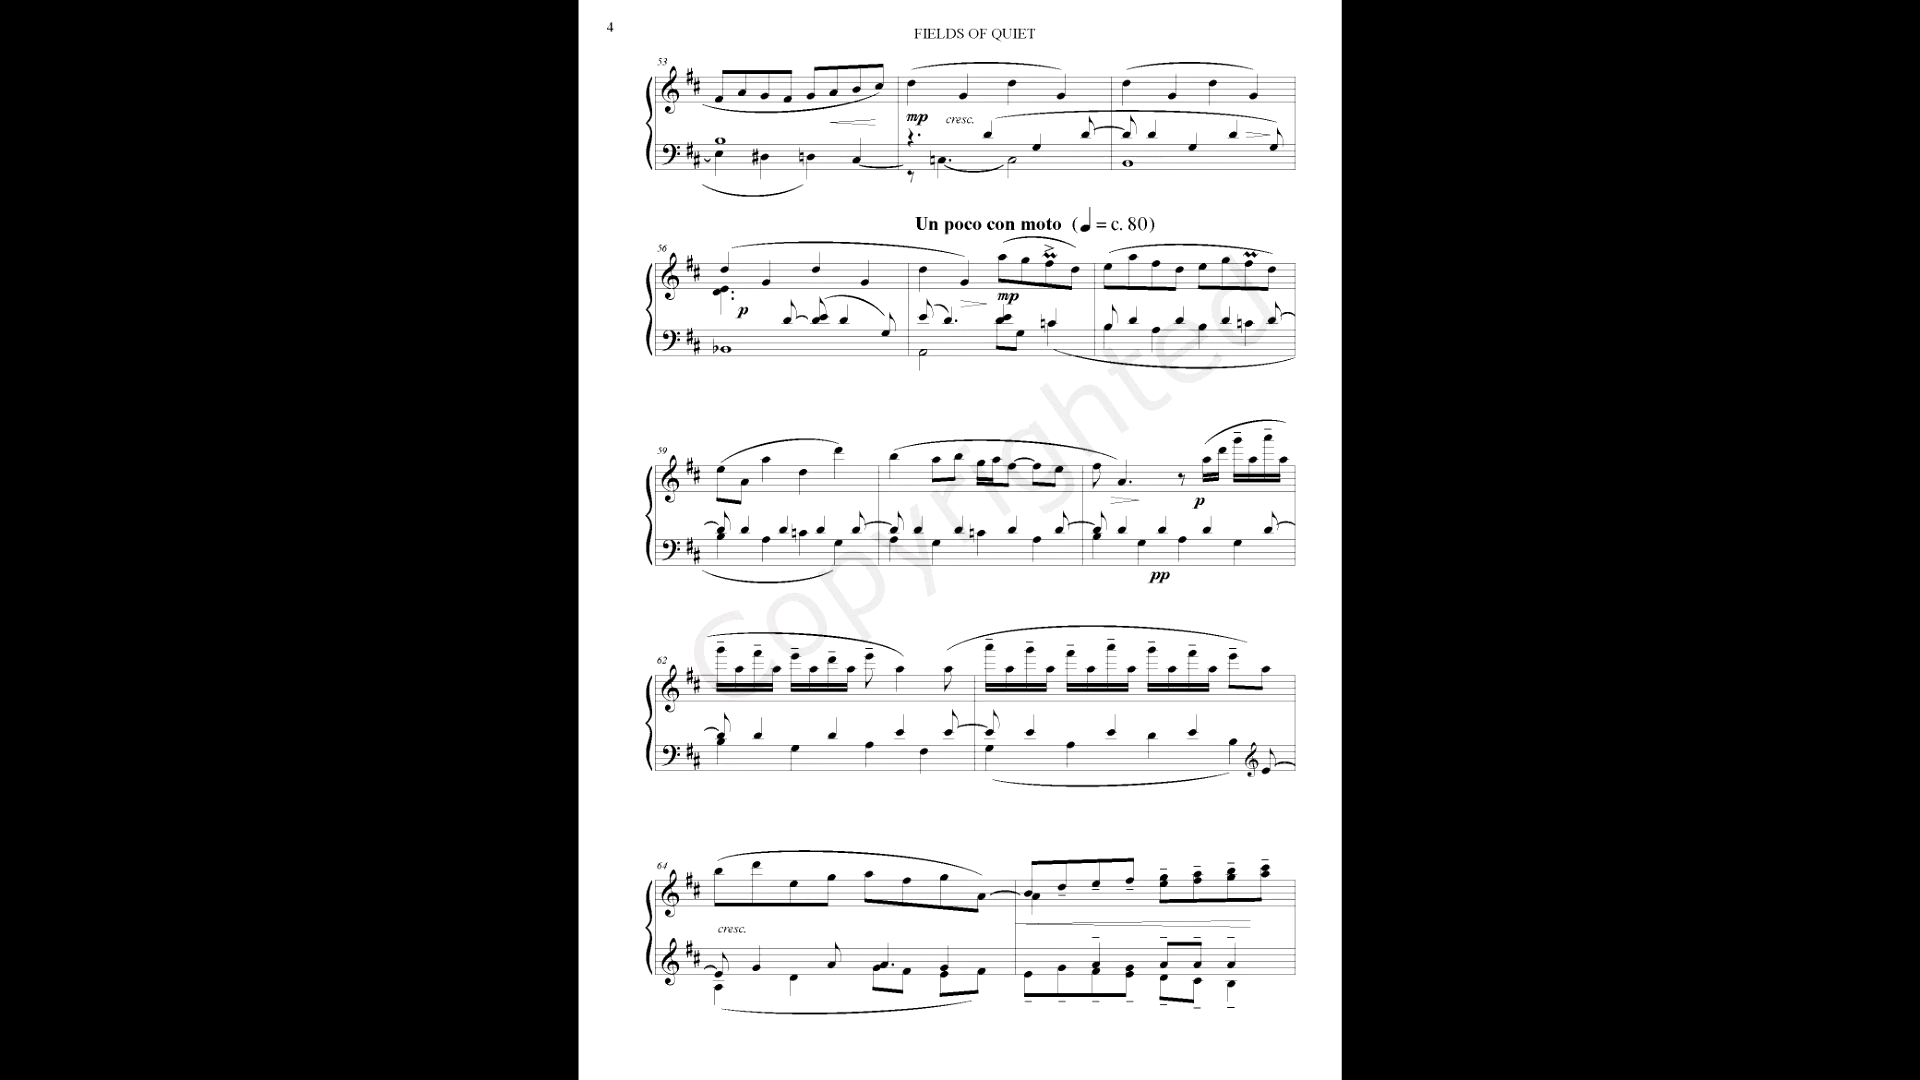 4
FIELDS OF QUIET
53
mp cresc.
Un poco con moto (♩ = c. 80)
56
p
mp
59
p
pp
62
64
cresc.
Copyrighted